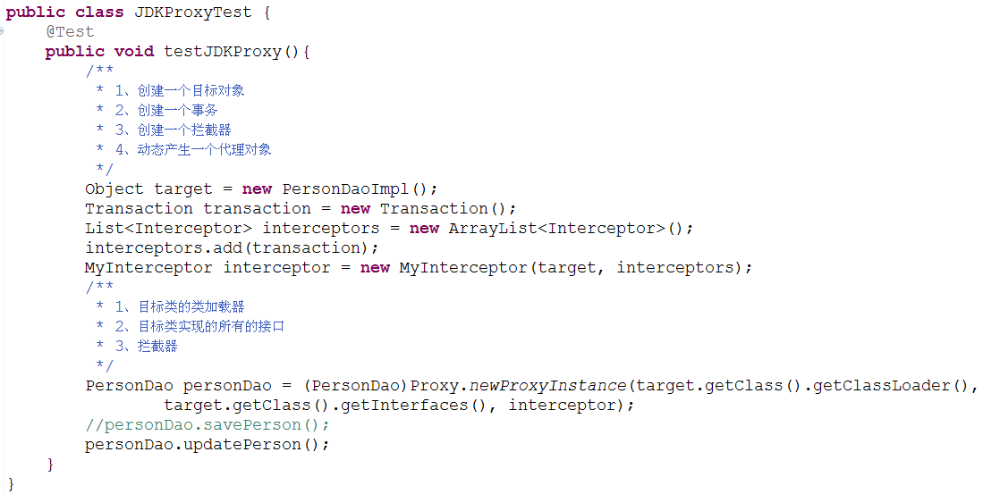 public class JDKProxyTest {
@Test
public void testJDKProxy(){
/**
* 1、创建一个目标对象
* 2、创建一个事务
* 3、创建一个拦截器
* 4、动态产生一个代理对象
*/
Object target = new PersonDaoImpl();
Transaction transaction = new Transaction();
List<Interceptor> interceptors = new ArrayList<Interceptor>();
interceptors.add(transaction);
MyInterceptor interceptor = new MyInterceptor(target, interceptors);
/**
* 1、目标类的类加载器
* 2、目标类实现的所有的接口
* 3、拦截器
*/
PersonDao personDao = (PersonDao)Proxy.newProxyInstance(target.getClass().getClassLoader(),
target.getClass().getInterfaces(), interceptor);
//personDao.savePerson();
personDao.updatePerson();
}
}